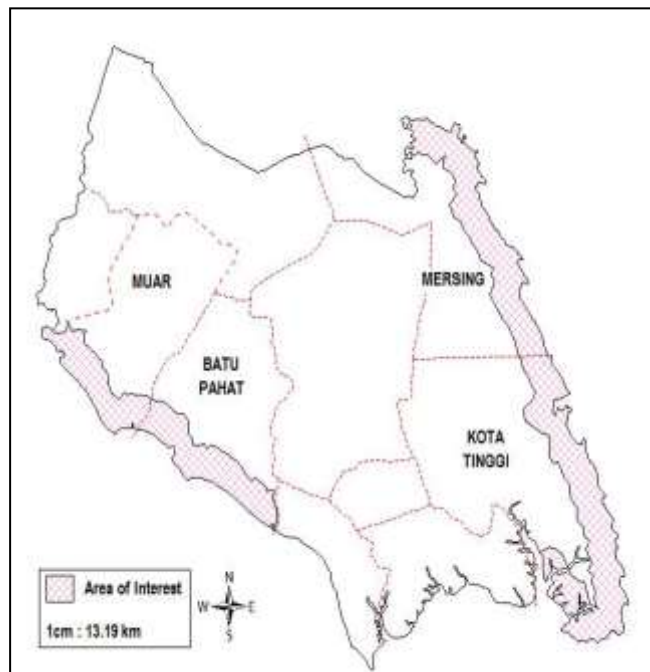 MUAR
MERSING
BATU
PAHAT
KOTA
TINGGI
Area of Interest
1cm : 13.19 km
N
W E
S